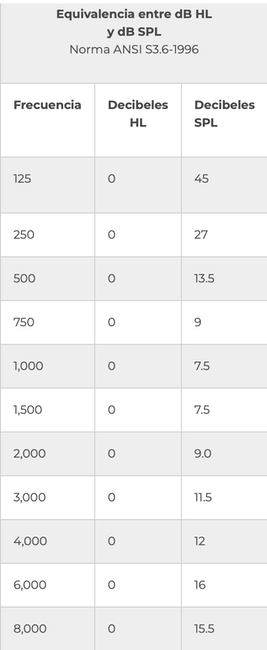 Equivalencia entre dB HL
y dB SPL
Norma ANSI S3.6-1996
Frecuencia Decibeles Decibeles
HL SPL
125 0 45
250 0 27
500 0 13.5
750 0 9
1,000 0 7.5
1,500 0 7.5
2,000 0 9.0
3,000 0 11.5
4,000 0 12
6,000 0 16
8,000 0 15.5